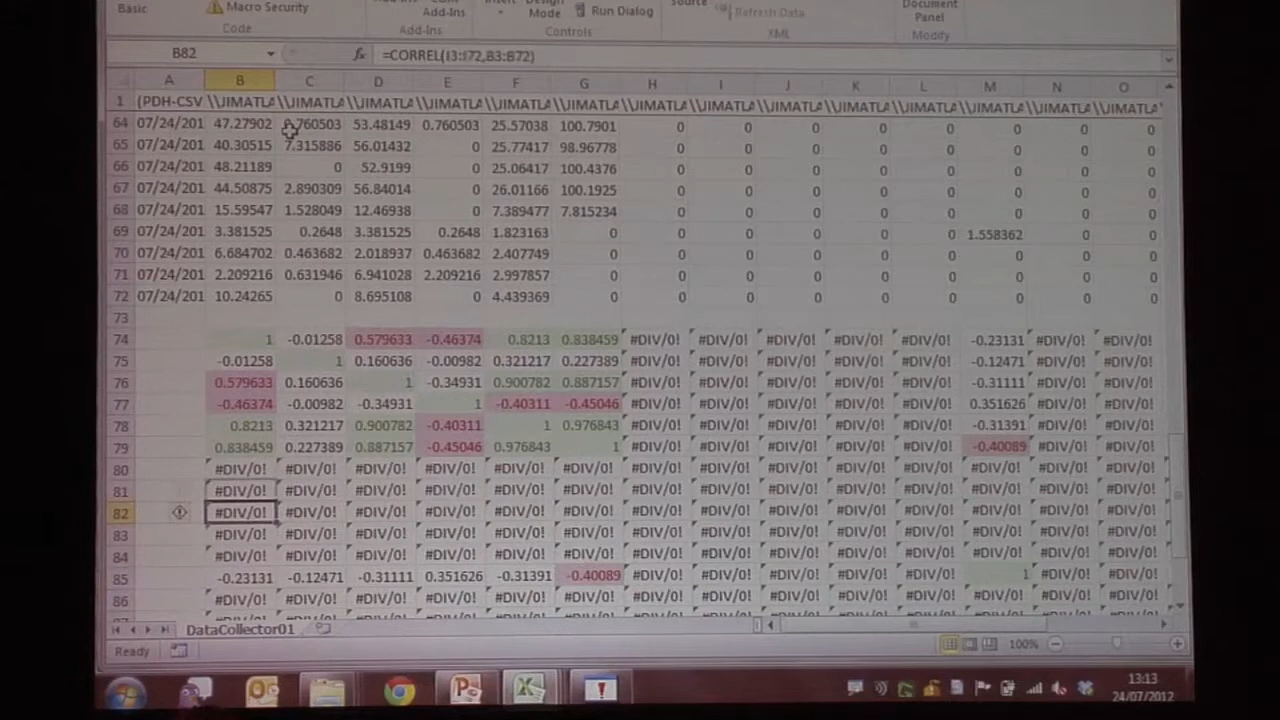 Basic Macro Security Add-Ins COM Add-Ins Insert Design Mode Run Dialog Source Refresh Data Document Panel
Code Add-Ins Controls XML Modify
B82 fx =CORREL(I3:I72,B3:B72)
A B C D E F G H I J K L M N O
1 (PDH-CSV \\JIMATLA \\JIMATLA \\JIMATLA \\JIMATLA \\JIMATLA \\JIMATLA \\JIMATLA \\JIMATLA \\JIMATLA \\JIMATLA \\JIMATLA \\JIMATLA \\JIMATLA \\JIMATLA
64 07/24/201 47.27902 0.760503 53.48149 0.760503 25.57038 100.7901 0 0 0 0 0 0 0 0
65 07/24/201 40.30515 7.315886 56.01432 0 25.77417 98.96778 0 0 0 0 0 0 0 0
66 07/24/201 48.21189 0 52.9199 0 25.06417 100.4376 0 0 0 0 0 0 0 0
67 07/24/201 44.50875 2.890309 56.84014 0 26.01166 100.1925 0 0 0 0 0 0 0 0
68 07/24/201 15.59547 1.528049 12.46938 0 7.389477 7.815234 0 0 0 0 0 0 0 0
69 07/24/201 3.381525 0.2648 3.381525 0.2648 1.823163 0 0 0 0 0 0 1.558362 0 0
70 07/24/201 6.684702 0.463682 2.018937 0.463682 2.407749 0 0 0 0 0 0 0 0 0
71 07/24/201 2.209216 0.631946 6.941028 2.209216 2.997857 0 0 0 0 0 0 0 0 0
72 07/24/201 10.24265 0 8.695108 0 4.439369 0 0 0 0 0 0 0 0 0
73
74 1 -0.01258 0.579633 -0.46374 0.8213 0.838459 #DIV/0! #DIV/0! #DIV/0! #DIV/0! #DIV/0! -0.23131 #DIV/0! #DIV/0!
75 -0.01258 1 0.160636 -0.00982 0.321217 0.227389 #DIV/0! #DIV/0! #DIV/0! #DIV/0! #DIV/0! -0.12471 #DIV/0! #DIV/0!
76 0.579633 0.160636 1 -0.34931 0.900782 0.887157 #DIV/0! #DIV/0! #DIV/0! #DIV/0! #DIV/0! -0.31111 #DIV/0! #DIV/0!
77 -0.46374 -0.00982 -0.34931 1 -0.40311 -0.45046 #DIV/0! #DIV/0! #DIV/0! #DIV/0! #DIV/0! 0.351626 #DIV/0! #DIV/0!
78 0.8213 0.321217 0.900782 -0.40311 1 0.976843 #DIV/0! #DIV/0! #DIV/0! #DIV/0! #DIV/0! -0.31391 #DIV/0! #DIV/0!
79 0.838459 0.227389 0.887157 -0.45046 0.976843 1 #DIV/0! #DIV/0! #DIV/0! #DIV/0! #DIV/0! -0.40089 #DIV/0! #DIV/0!
80 #DIV/0! #DIV/0! #DIV/0! #DIV/0! #DIV/0! #DIV/0! #DIV/0! #DIV/0! #DIV/0! #DIV/0! #DIV/0! #DIV/0! #DIV/0! #DIV/0!
81 #DIV/0! #DIV/0! #DIV/0! #DIV/0! #DIV/0! #DIV/0! #DIV/0! #DIV/0! #DIV/0! #DIV/0! #DIV/0! #DIV/0! #DIV/0! #DIV/0!
82 #DIV/0! #DIV/0! #DIV/0! #DIV/0! #DIV/0! #DIV/0! #DIV/0! #DIV/0! #DIV/0! #DIV/0! #DIV/0! #DIV/0! #DIV/0! #DIV/0!
83 #DIV/0! #DIV/0! #DIV/0! #DIV/0! #DIV/0! #DIV/0! #DIV/0! #DIV/0! #DIV/0! #DIV/0! #DIV/0! #DIV/0! #DIV/0! #DIV/0!
84 #DIV/0! #DIV/0! #DIV/0! #DIV/0! #DIV/0! #DIV/0! #DIV/0! #DIV/0! #DIV/0! #DIV/0! #DIV/0! #DIV/0! #DIV/0! #DIV/0!
85 -0.23131 -0.12471 -0.31111 0.351626 -0.31391 -0.40089 #DIV/0! #DIV/0! #DIV/0! #DIV/0! #DIV/0! 1 #DIV/0! #DIV/0!
86 #DIV/0! #DIV/0! #DIV/0! #DIV/0! #DIV/0! #DIV/0! #DIV/0! #DIV/0! #DIV/0! #DIV/0! #DIV/0! #DIV/0! #DIV/0! #DIV/0!
DataCollector01
Ready 100%
13:13
24/07/2012